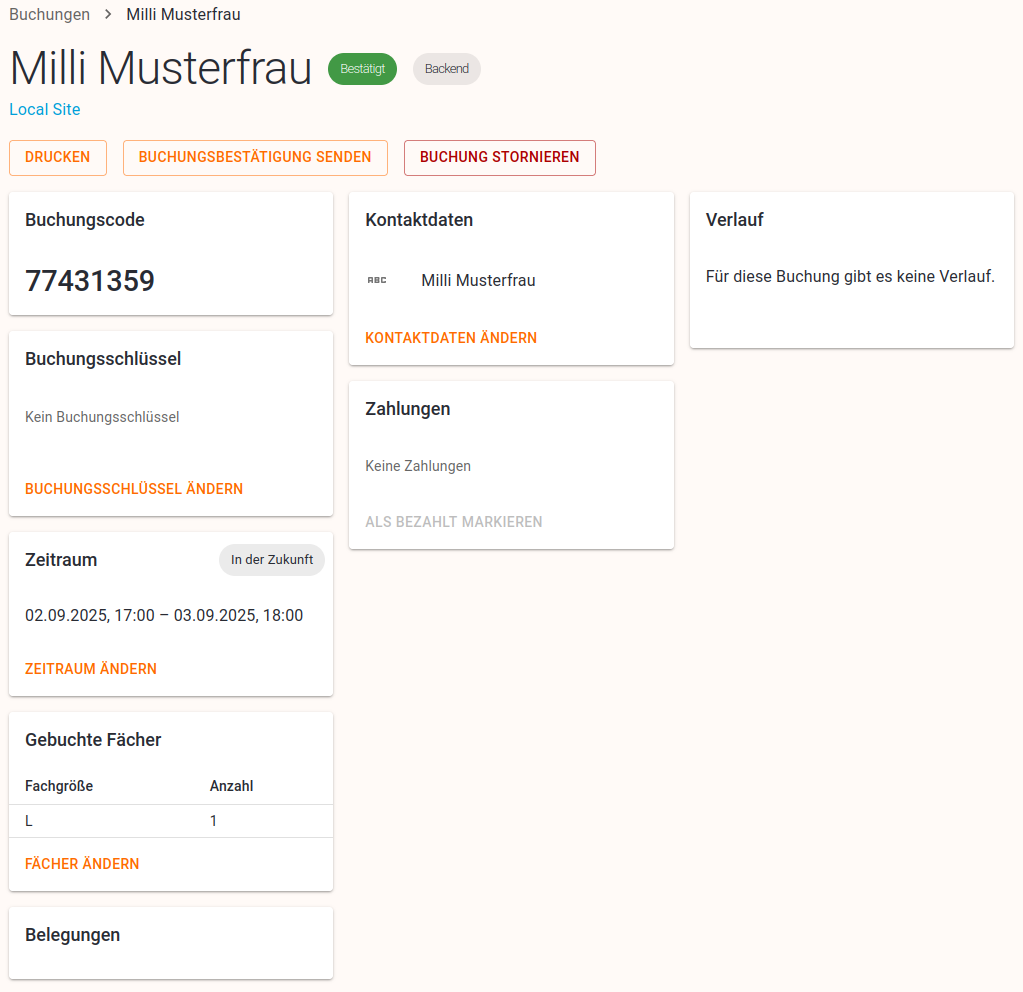 Buchungen > Milli Musterfrau
Milli Musterfrau Bestätigt Backend
Local Site
DRUCKEN BUCHUNGSBESTÄTIGUNG SENDEN BUCHUNG STORNIEREN
Buchungscode
77431359
Buchungsschlüssel
Kein Buchungsschlüssel
BUCHUNGSSCHLÜSSEL ÄNDERN
Zeitraum In der Zukunft
02.09.2025, 17:00 – 03.09.2025, 18:00
ZEITRAUM ÄNDERN
Gebuchte Fächer
Fachgröße Anzahl
L 1
FÄCHER ÄNDERN
Belegungen
Kontaktdaten
ABC Milli Musterfrau
KONTAKTDATEN ÄNDERN
Zahlungen
Keine Zahlungen
ALS BEZAHLT MARKIEREN
Verlauf
Für diese Buchung gibt es keine Verlauf.